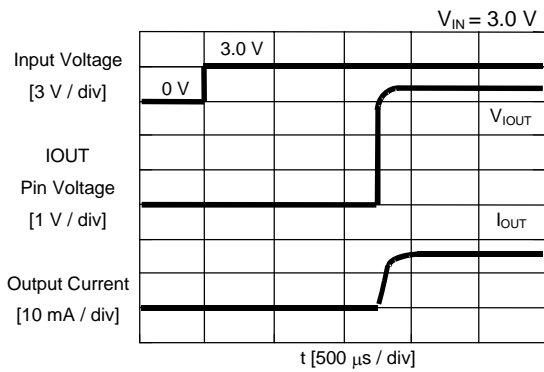 V_IN = 3.0 V
Input Voltage
[3 V / div]
3.0 V
0 V
V_IOUT
IOUT
Pin Voltage
[1 V / div]
I_OUT
Output Current
[10 mA / div]
t [500 μs / div]